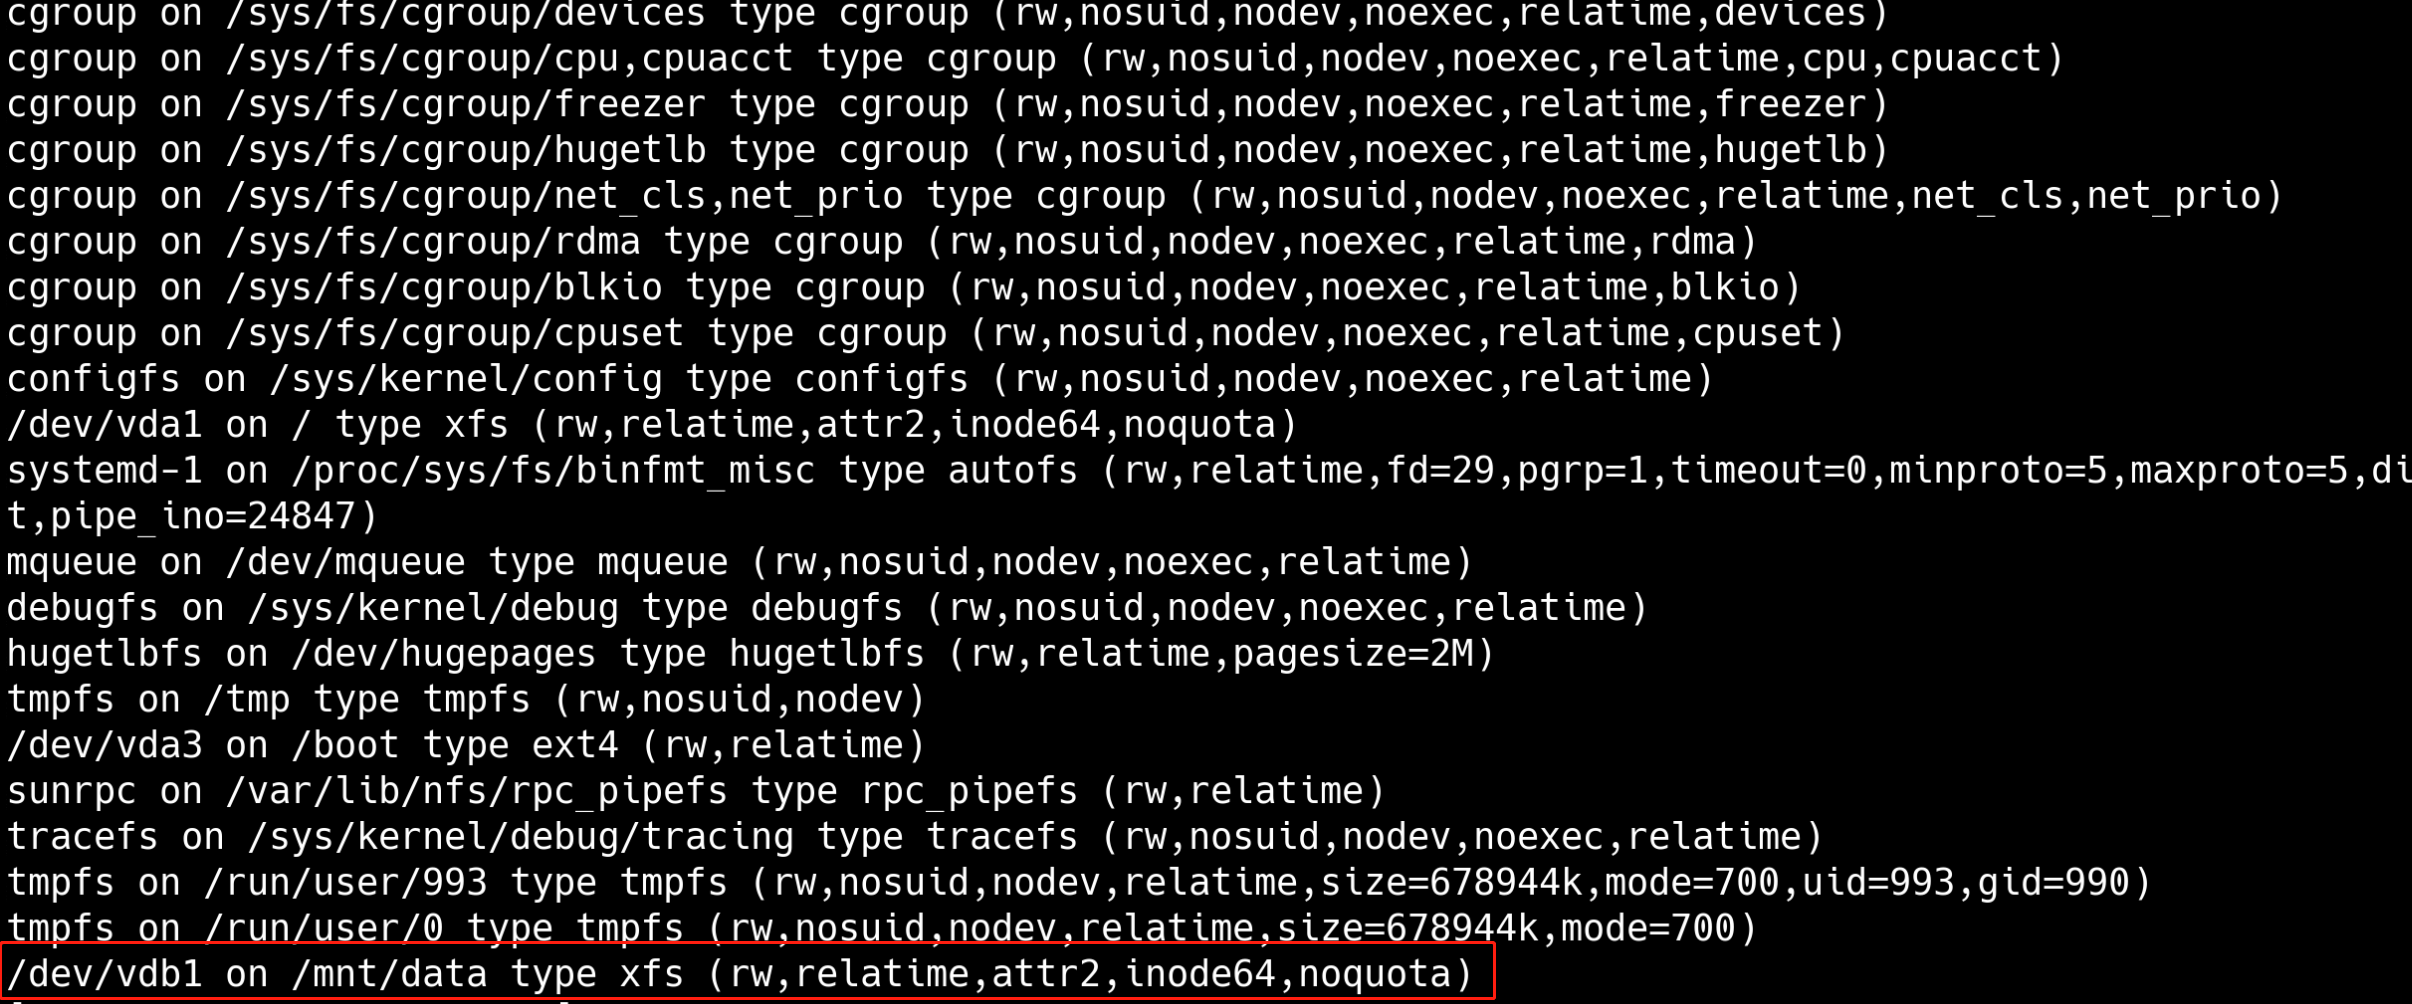 cgroup on /sys/fs/cgroup/devices type cgroup (rw,nosuid,nodev,noexec,relatime,devices)
cgroup on /sys/fs/cgroup/cpu,cpuacct type cgroup (rw,nosuid,nodev,noexec,relatime,cpu,cpuacct)
cgroup on /sys/fs/cgroup/freezer type cgroup (rw,nosuid,nodev,noexec,relatime,freezer)
cgroup on /sys/fs/cgroup/hugetlb type cgroup (rw,nosuid,nodev,noexec,relatime,hugetlb)
cgroup on /sys/fs/cgroup/net_cls,net_prio type cgroup (rw,nosuid,nodev,noexec,relatime,net_cls,net_prio)
cgroup on /sys/fs/cgroup/rdma type cgroup (rw,nosuid,nodev,noexec,relatime,rdma)
cgroup on /sys/fs/cgroup/blkio type cgroup (rw,nosuid,nodev,noexec,relatime,blkio)
cgroup on /sys/fs/cgroup/cpuset type cgroup (rw,nosuid,nodev,noexec,relatime,cpuset)
configfs on /sys/kernel/config type configfs (rw,nosuid,nodev,noexec,relatime)
/dev/vda1 on / type xfs (rw,relatime,attr2,inode64,noquota)
systemd-1 on /proc/sys/fs/binfmt_misc type autofs (rw,relatime,fd=29,pgrp=1,timeout=0,minproto=5,maxproto=5,di
t,pipe_ino=24847)
mqueue on /dev/mqueue type mqueue (rw,nosuid,nodev,noexec,relatime)
debugfs on /sys/kernel/debug type debugfs (rw,nosuid,nodev,noexec,relatime)
hugetlbfs on /dev/hugepages type hugetlbfs (rw,relatime,pagesize=2M)
tmpfs on /tmp type tmpfs (rw,nosuid,nodev)
/dev/vda3 on /boot type ext4 (rw,relatime)
sunrpc on /var/lib/nfs/rpc_pipefs type rpc_pipefs (rw,relatime)
tracefs on /sys/kernel/debug/tracing type tracefs (rw,nosuid,nodev,noexec,relatime)
tmpfs on /run/user/993 type tmpfs (rw,nosuid,nodev,relatime,size=678944k,mode=700,uid=993,gid=990)
tmpfs on /run/user/0 type tmpfs (rw,nosuid,nodev,relatime,size=678944k,mode=700)
/dev/vdb1 on /mnt/data type xfs (rw,relatime,attr2,inode64,noquota)